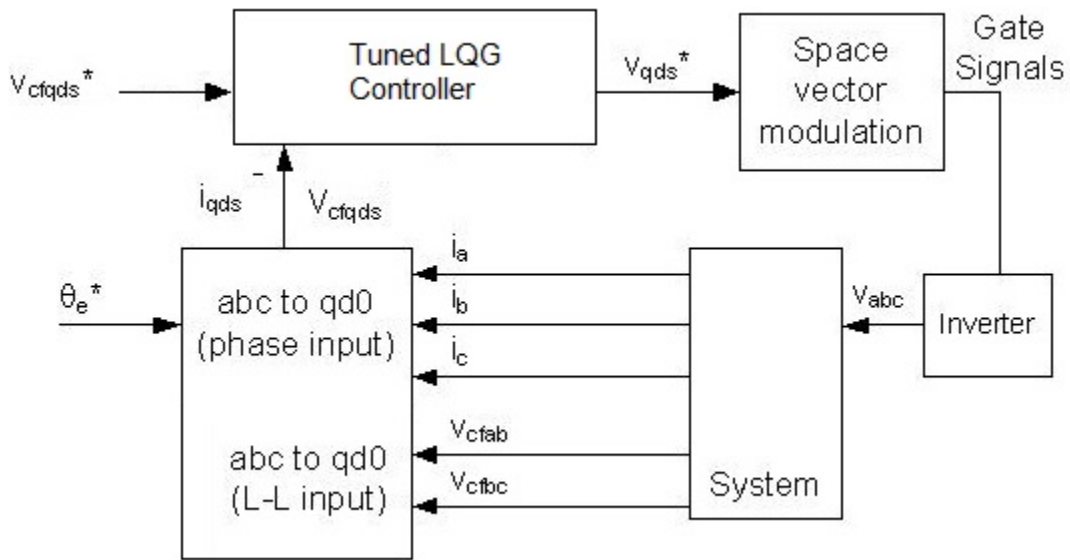 Tuned LQG
Controller
Vcfqds*
Vqds*
Space
vector
modulation
Gate
Signals
iqds
-
Vcfqds
θe*
abc to qd0
(phase input)
abc to qd0
(L-L input)
ia
ib
ic
Vcfab
Vcfbc
System
Vabc
Inverter